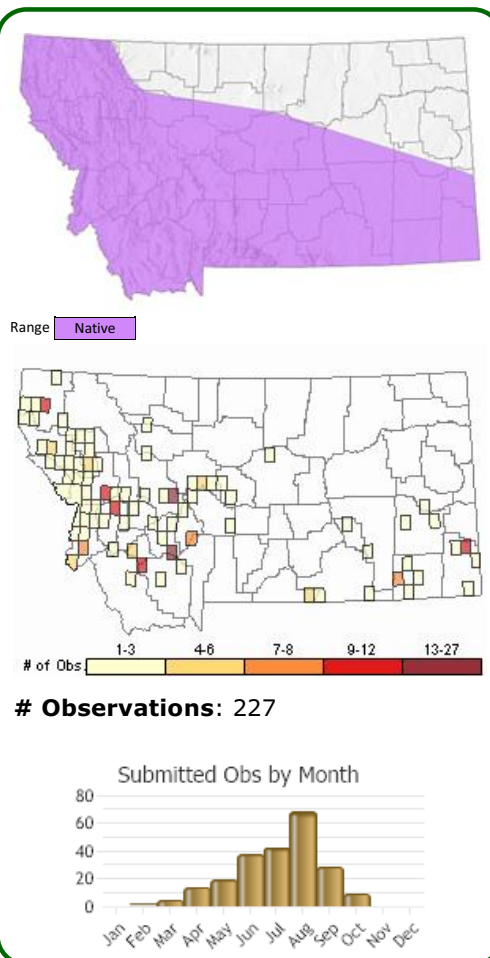 Range Native
1-3 4-6 7-8 9-12 13-27
# of Obs.
# Observations: 227
Submitted Obs by Month
80
60
40
20
0
Jan Feb Mar Apr May Jun Jul Aug Sep Oct Nov Dec